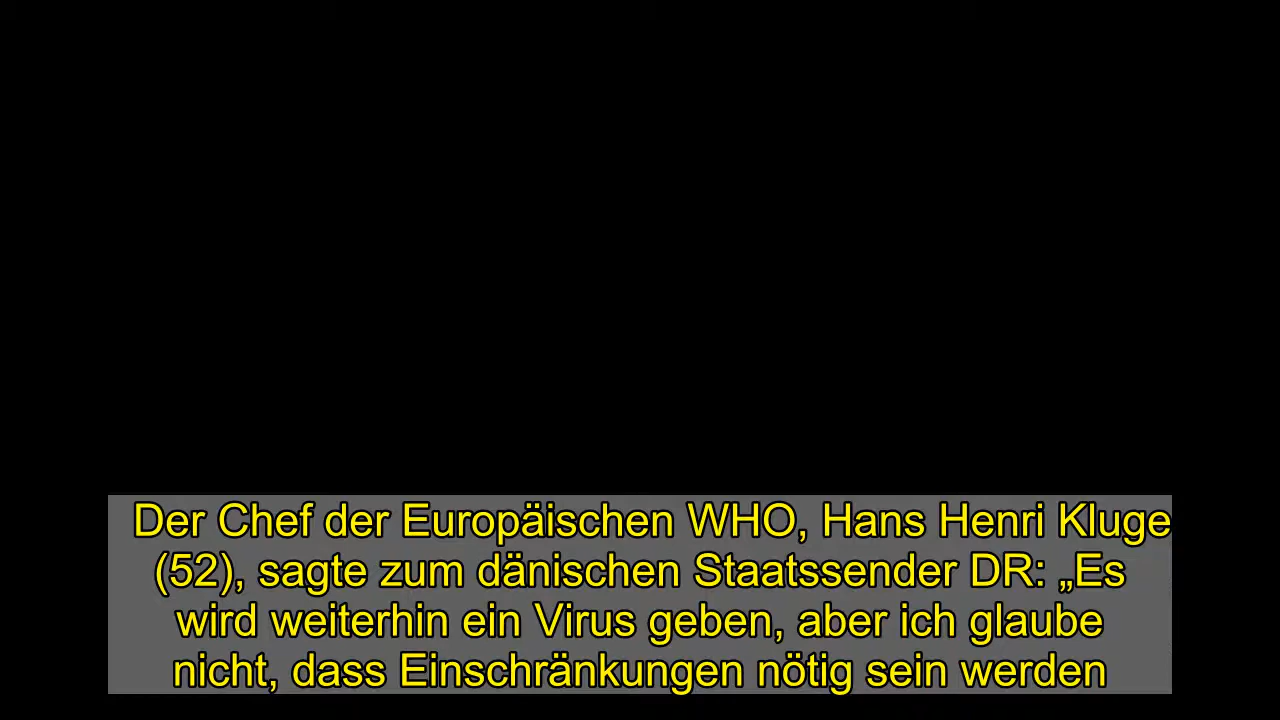 Der Chef der Europäischen WHO, Hans Henri Kluge
(52), sagte zum dänischen Staatssender DR: „Es
wird weiterhin ein Virus geben, aber ich glaube
nicht, dass Einschränkungen nötig sein werden